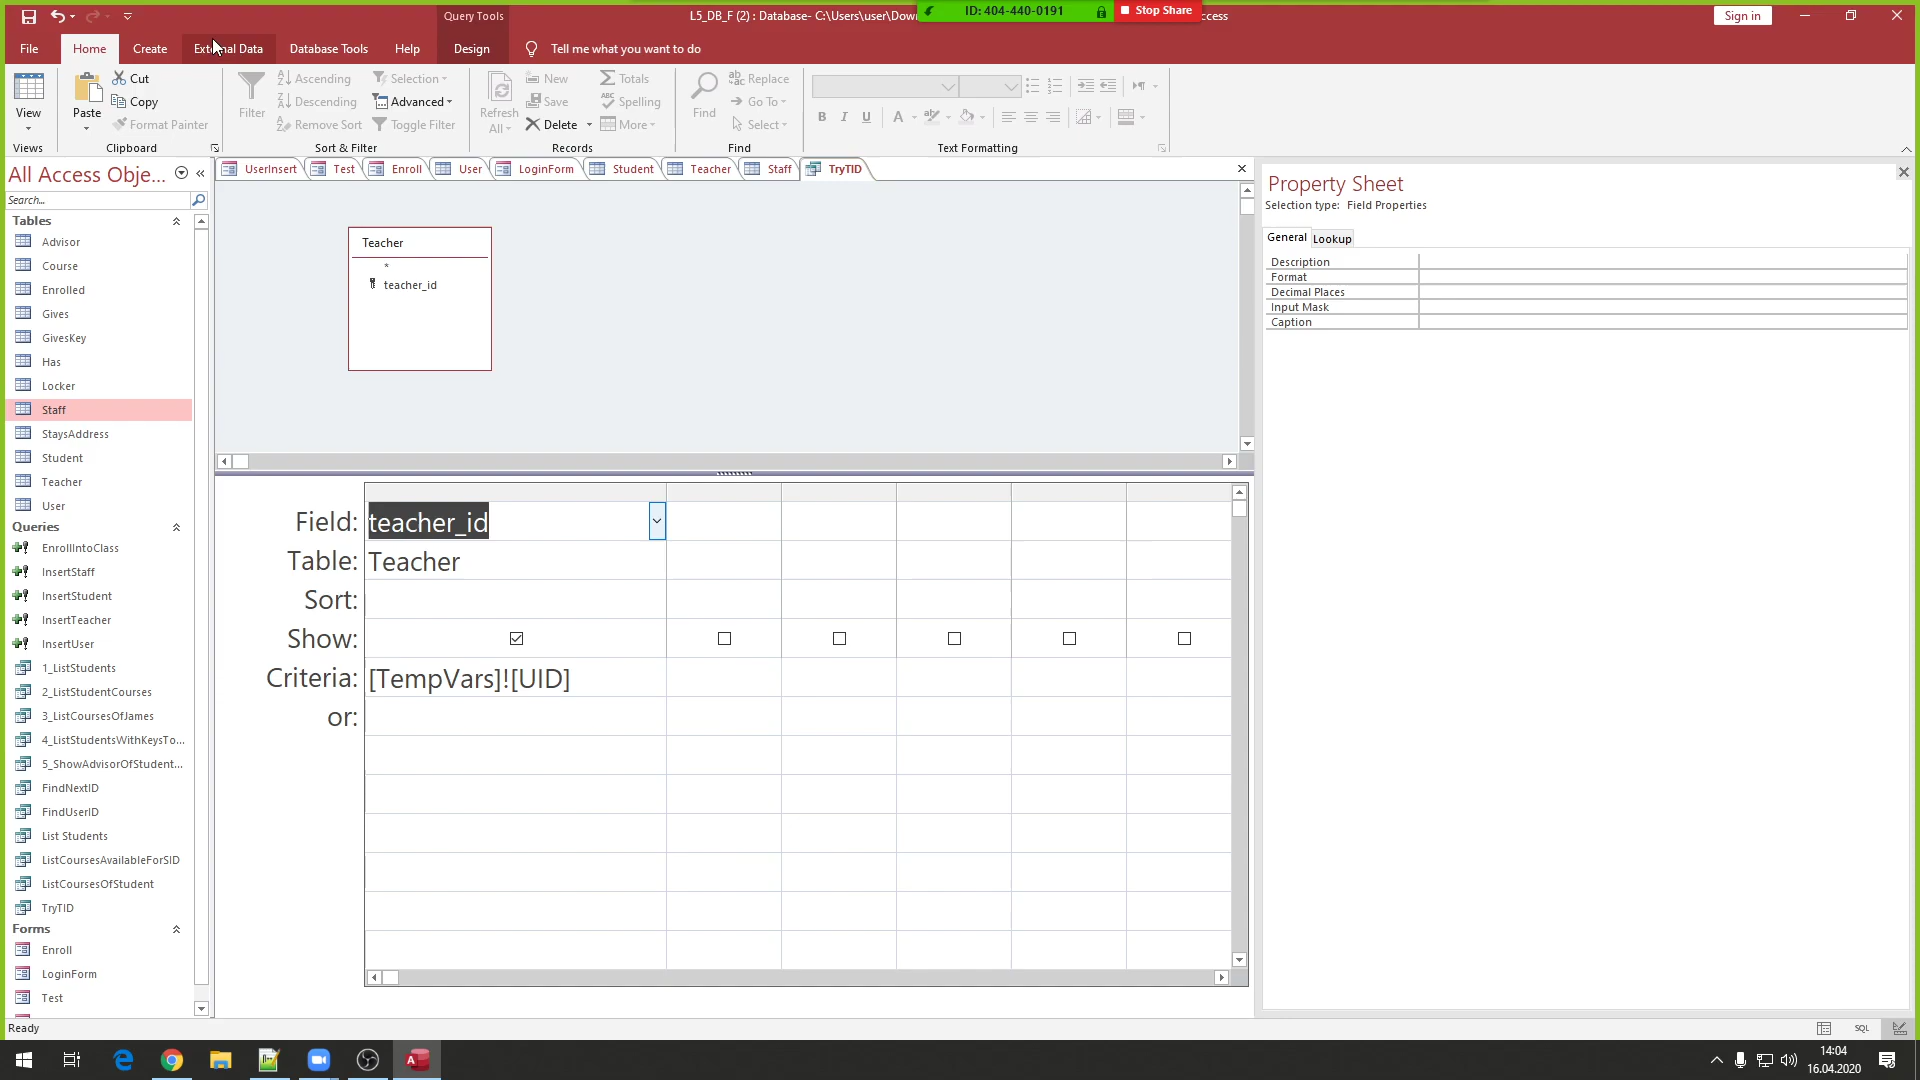 Query Tools
L5_DB_F (2) : Database- C:\Users\user\Dow
ID: 404-440-0191
Stop Share
ccess
Sign in
File
Home
Create
External Data
Database Tools
Help
Design
Tell me what you want to do
View
Views
Paste
Cut
Copy
Format Painter
Clipboard
Filter
Ascending
Descending
Remove Sort
Selection
Advanced
Toggle Filter
Sort & Filter
Refresh
All
New
Save
Delete
Totals
Spelling
More
Records
Find
Replace
Go To
Select
Find
B I U A
Text Formatting
All Access Obje...
Search...
Tables
Advisor
Course
Enrolled
Gives
GivesKey
Has
Locker
Staff
StaysAddress
Student
Teacher
User
Queries
EnrollIntoClass
InsertStaff
InsertStudent
InsertTeacher
InsertUser
1_ListStudents
2_ListStudentCourses
3_ListCoursesOfJames
4_ListStudentsWithKeysTo...
5_ShowAdvisorOfStudent...
FindNextID
FindUserID
List Students
ListCoursesAvailableForSID
ListCoursesOfStudent
TryTID
Forms
Enroll
LoginForm
Test
UserInsert
Test
Enroll
User
LoginForm
Student
Teacher
Staff
TryTID
Teacher
*
teacher_id
Field: teacher_id
Table: Teacher
Sort:
Show:
Criteria: [TempVars]![UID]
or:
Property Sheet
Selection type: Field Properties
General
Lookup
Description
Format
Decimal Places
Input Mask
Caption
Ready
SQL
14:04
16.04.2020